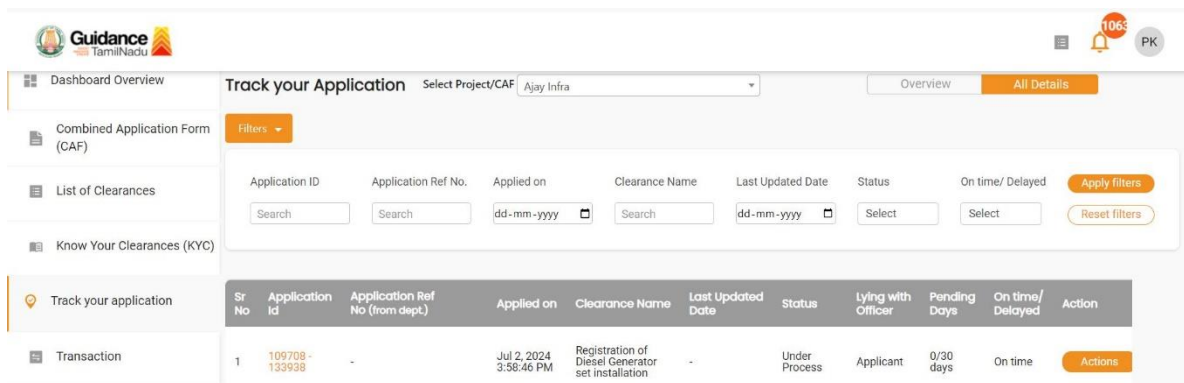 Guidance
TamilNadu
1063
PK
Dashboard Overview
Track your Application Select Project/CAF Ajay Infra Overview All Details
Combined Application Form
(CAF)
Filters
List of Clearances
Application ID Application Ref No. Applied on Clearance Name Last Updated Date Status On time/ Delayed Apply filters
Search Search dd-mm-yyyy Search dd-mm-yyyy Select Select Reset filters
Know Your Clearances (KYC)
Track your application
Sr No Application Id Application Ref No (from dept.) Applied on Clearance Name Last Updated Date Status Lying with Officer Pending Days On time/ Delayed Action
Transaction
1 109708 - 133938 - Jul 2, 2024 3:58:46 PM Registration of Diesel Generator set installation - Under Process Applicant 0/30 days On time Actions